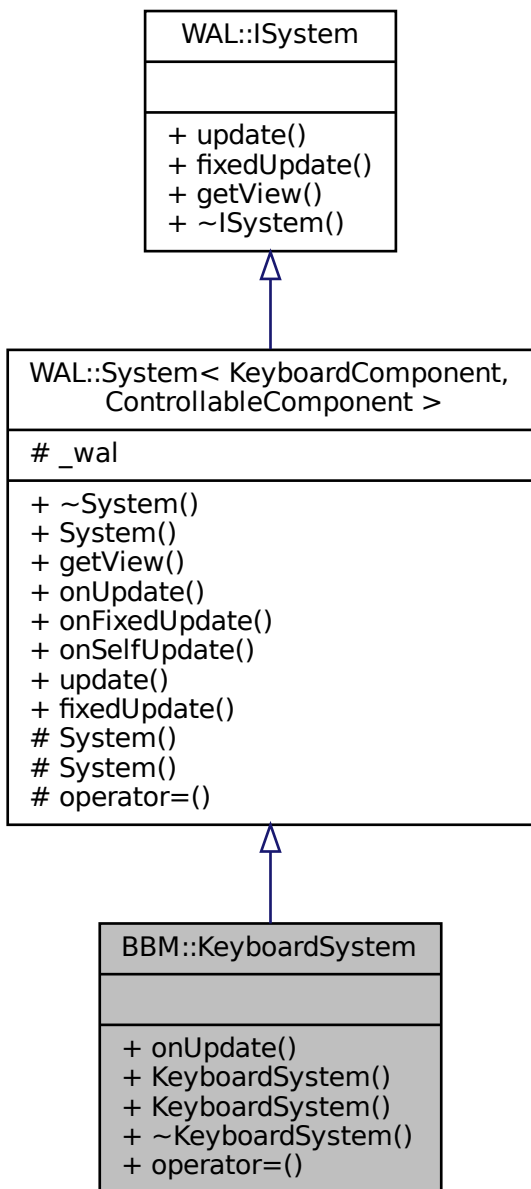 WAL::ISystem
+ update()
+ fixedUpdate()
+ getView()
+ ~ISystem()
WAL::System< KeyboardComponent,
ControllableComponent >
# _wal
+ ~System()
+ System()
+ getView()
+ onUpdate()
+ onFixedUpdate()
+ onSelfUpdate()
+ update()
+ fixedUpdate()
# System()
# System()
# operator=()
BBM::KeyboardSystem
+ onUpdate()
+ KeyboardSystem()
+ KeyboardSystem()
+ ~KeyboardSystem()
+ operator=()